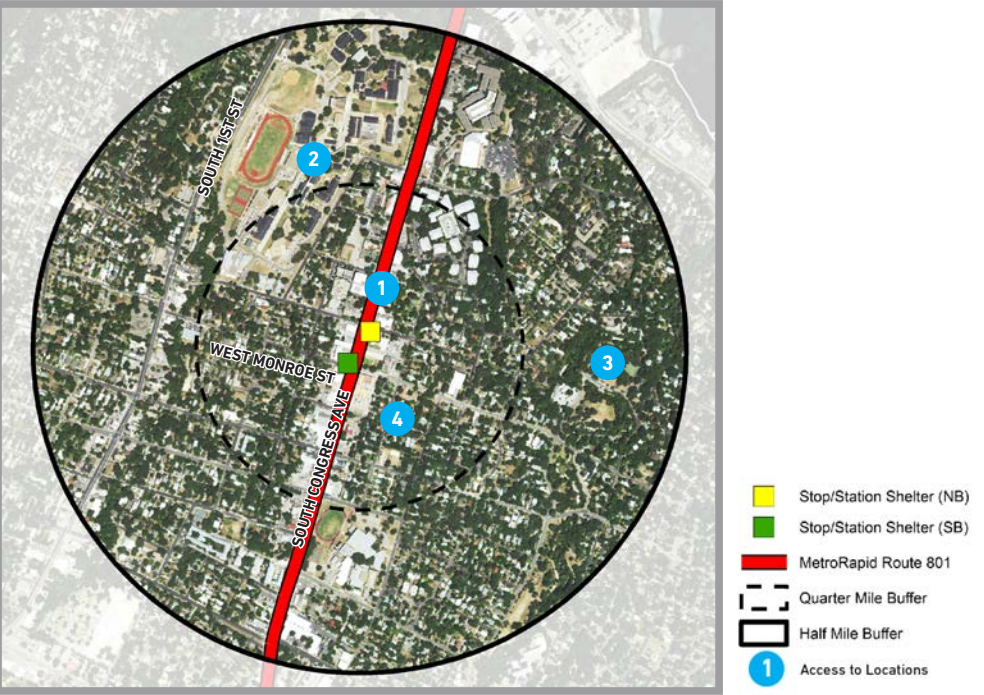 SOUTH 1ST ST
2
1
WEST MONROE ST
3
4
SOUTH CONGRESS AVE
Stop/Station Shelter (NB)
Stop/Station Shelter (SB)
MetroRapid Route 801
Quarter Mile Buffer
Half Mile Buffer
1 Access to Locations